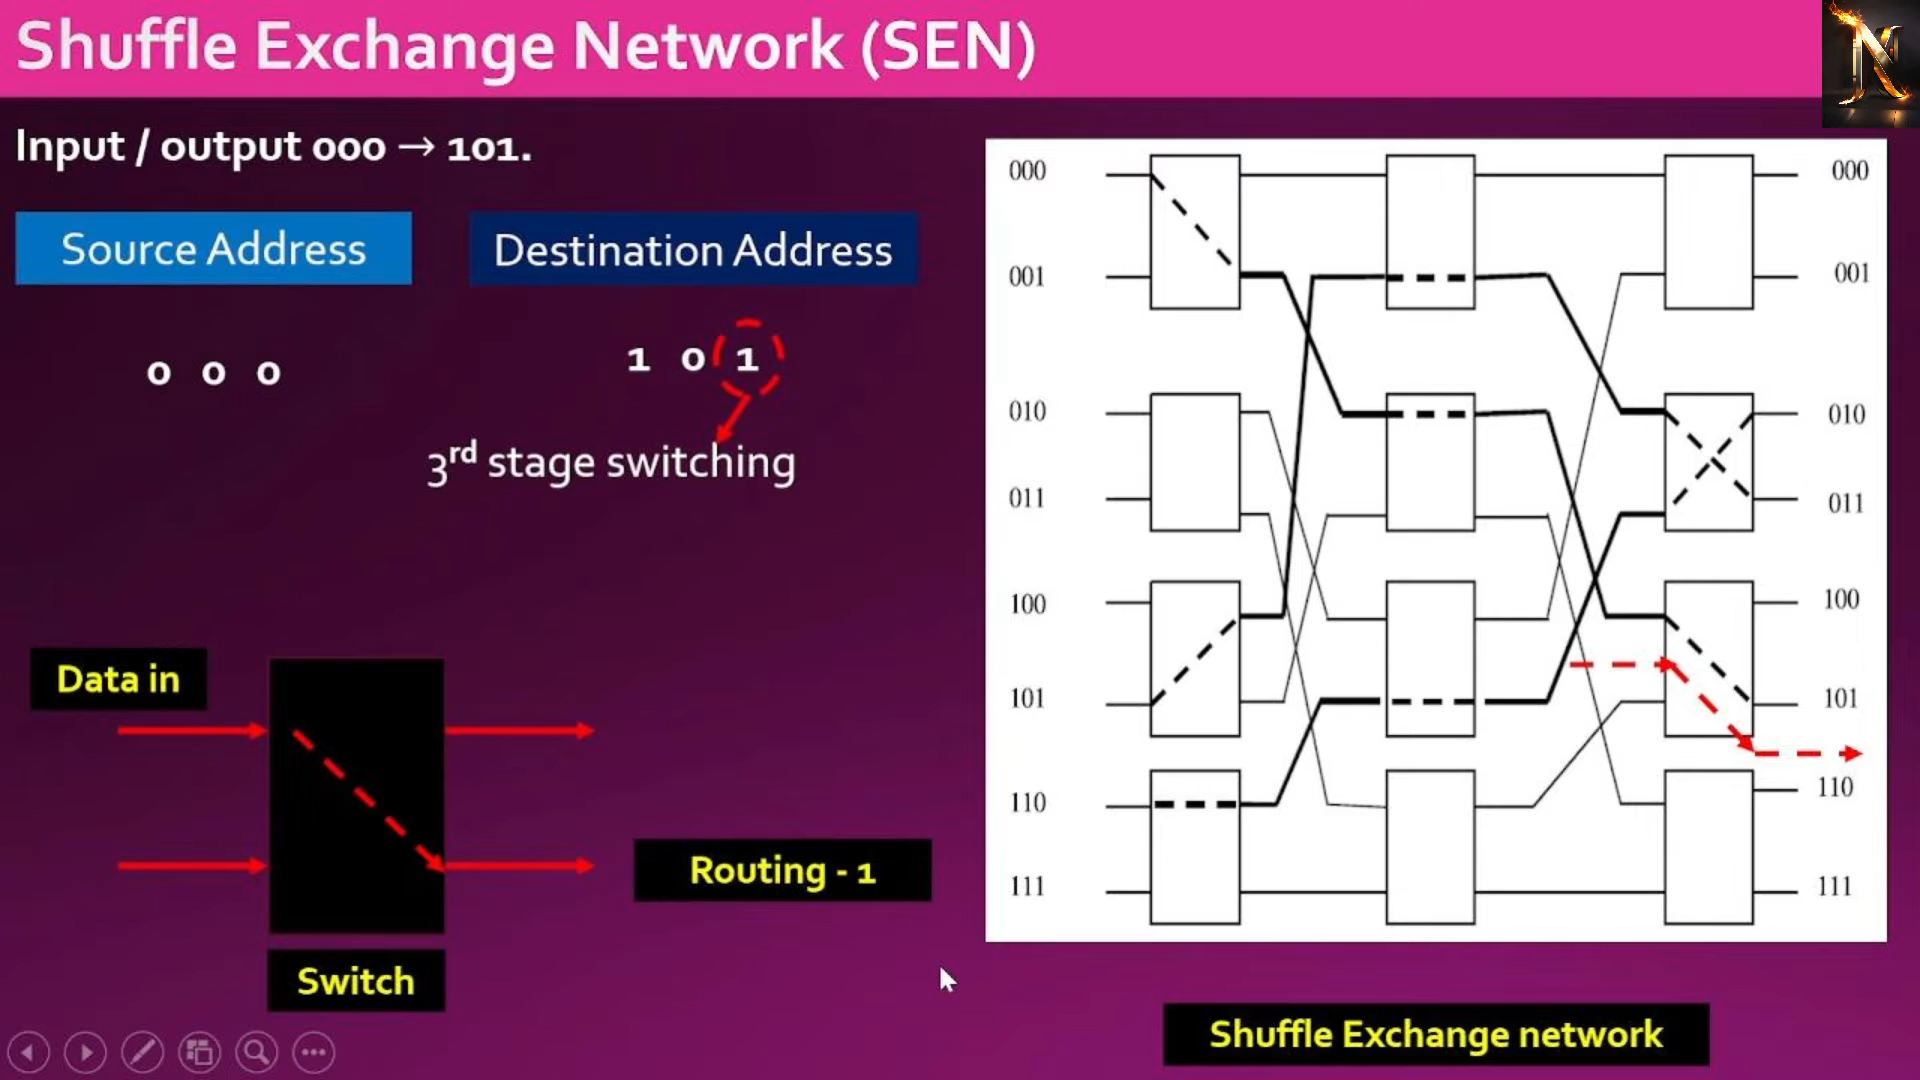 Shuffle Exchange Network (SEN)
N
Input / output 000 → 101.
Source Address
Destination Address
0 0 0
1 0 1
3rd stage switching
Data in
Routing - 1
Switch
000
001
010
011
100
101
110
111
000
001
010
011
100
101
110
111
Shuffle Exchange network